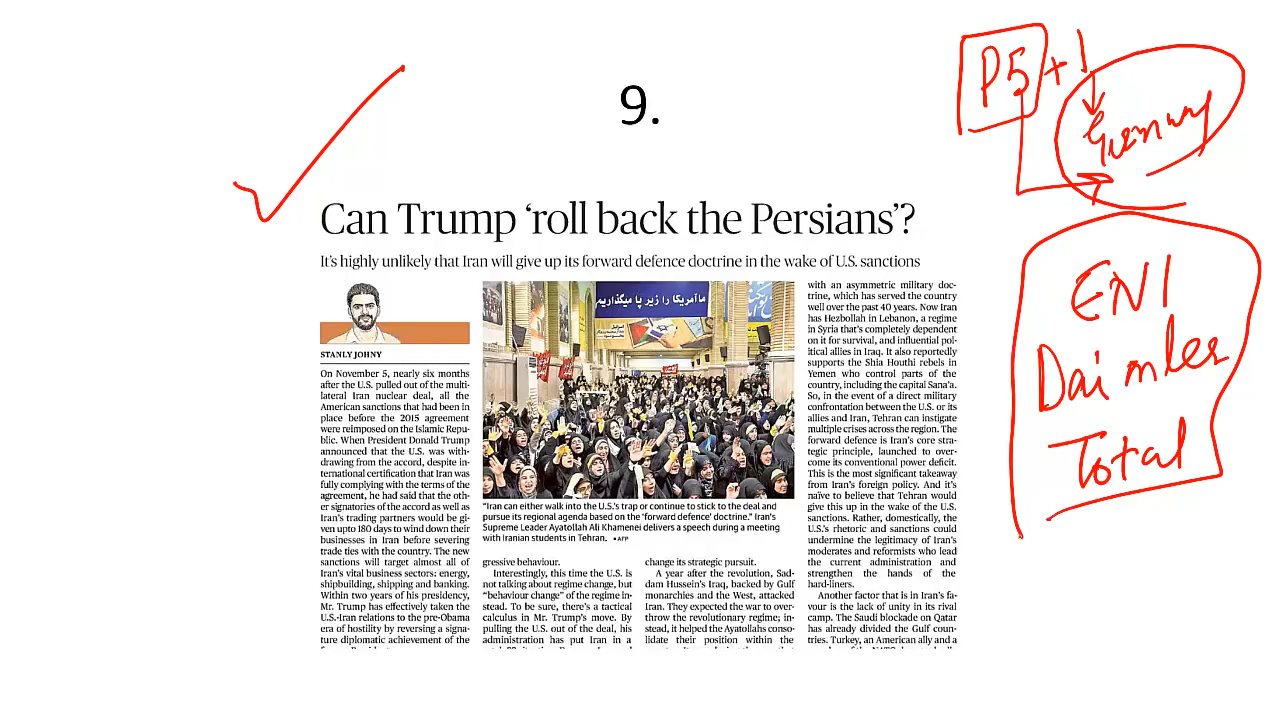 9.
P5 + 1
Germany
ENI
Daimler
Total
Can Trump ‘roll back the Persians’?
It’s highly unlikely that Iran will give up its forward defence doctrine in the wake of U.S. sanctions
STANLY JOHNY
On November 5, nearly six months
after the U.S. pulled out of the multi-
lateral Iran nuclear deal, all the
American sanctions that had been in
place before the 2015 agreement
were reimposed on the Islamic Repu-
blic. When President Donald Trump
announced that the U.S. was with-
drawing from the accord, despite in-
ternational certification that Iran was
fully complying with the terms of the
agreement, he had said that the oth-
er signatories of the accord as well as
Iran’s trading partners would be gi-
ven upto 180 days to wind down their
businesses in Iran before severing
trade ties with the country. The new
sanctions will target almost all of
Iran’s vital business sectors: energy,
shipbuilding, shipping and banking.
Within two years of his presidency,
Mr. Trump has effectively taken the
U.S.-Iran relations to the pre-Obama
era of hostility by reversing a signa-
ture diplomatic achievement of the
ما آمریکا را زیر پا میگذاریم
“Iran can either walk into the U.S.’s trap or continue to stick to the deal and
pursue its regional agenda based on the ‘forward defence’ doctrine.” Iran’s
Supreme Leader Ayatollah Ali Khamenei delivers a speech during a meeting
with Iranian students in Tehran. •AFP
gressive behaviour.
Interestingly, this time the U.S. is
not talking about regime change, but
“behaviour change” of the regime in-
stead. To be sure, there’s a tactical
calculus in Mr. Trump’s move. By
pulling the U.S. out of the deal, his
administration has put Iran in a
change its strategic pursuit.
A year after the revolution, Sad-
dam Hussein’s Iraq, backed by Gulf
monarchies and the West, attacked
Iran. They expected the war to over-
throw the revolutionary regime; in-
stead, it helped the Ayatollahs conso-
lidate their position within the
with an asymmetric military doc-
trine, which has served the country
well over the past 40 years. Now Iran
has Hezbollah in Lebanon, a regime
in Syria that’s completely dependent
on it for survival, and influential pol-
itical allies in Iraq. It also reportedly
supports the Shia Houthi rebels in
Yemen who control parts of the
country, including the capital Sana’a.
So, in the event of a direct military
confrontation between the U.S. or its
allies and Iran, Tehran can instigate
multiple crises across the region. The
forward defence is Iran’s core stra-
tegic principle, launched to over-
come its conventional power deficit.
This is the most significant takeaway
from Iran’s foreign policy. And it’s
naïve to believe that Tehran would
give this up in the wake of the U.S.
sanctions. Rather, domestically, the
U.S.’s rhetoric and sanctions could
undermine the legitimacy of Iran’s
moderates and reformists who lead
the current administration and
strengthen the hands of the
hard-liners.
Another factor that is in Iran’s fa-
vour is the lack of unity in its rival
camp. The Saudi blockade on Qatar
has already divided the Gulf coun-
tries. Turkey, an American ally and a